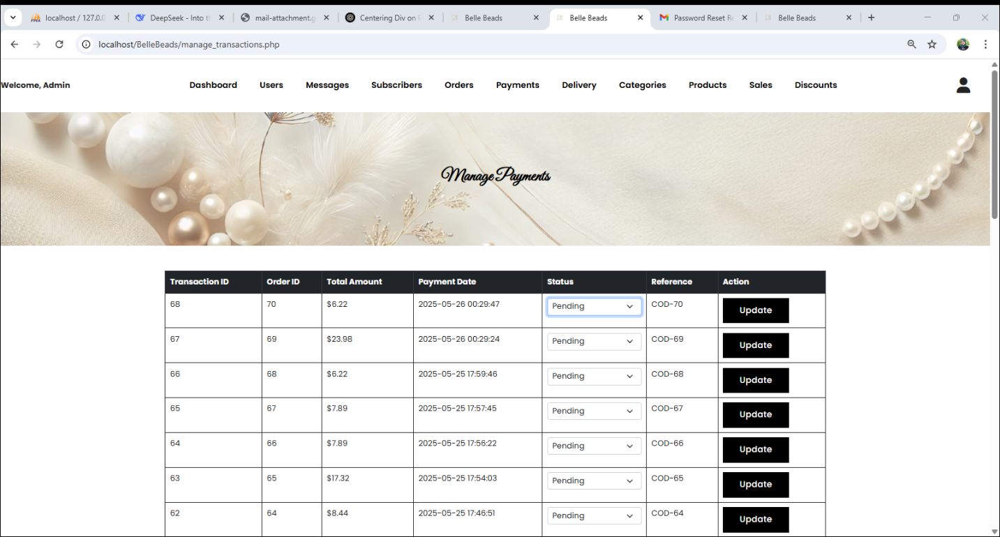 localhost / 127.0.0
DeepSeek - Into th
mail-attachment.g
Centering Div on P
Belle Beads
Belle Beads
Password Reset Re
Belle Beads
localhost/BelleBeads/manage_transactions.php
Welcome, Admin
Dashboard Users Messages Subscribers Orders Payments Delivery Categories Products Sales Discounts
Manage Payments
Transaction ID Order ID Total Amount Payment Date Status Reference Action
68 70 $6.22 2025-05-26 00:29:47 Pending COD-70 Update
67 69 $23.98 2025-05-26 00:29:24 Pending COD-69 Update
66 68 $6.22 2025-05-25 17:59:46 Pending COD-68 Update
65 67 $7.89 2025-05-25 17:57:45 Pending COD-67 Update
64 66 $7.89 2025-05-25 17:56:22 Pending COD-66 Update
63 65 $17.32 2025-05-25 17:54:03 Pending COD-65 Update
62 64 $8.44 2025-05-25 17:46:51 Pending COD-64 Update